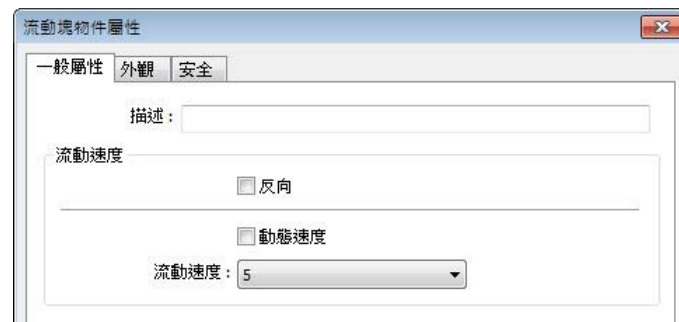 流動塊物件屬性
一般屬性 外觀 安全
描述：
流動速度
反向
動態速度
流動速度：5